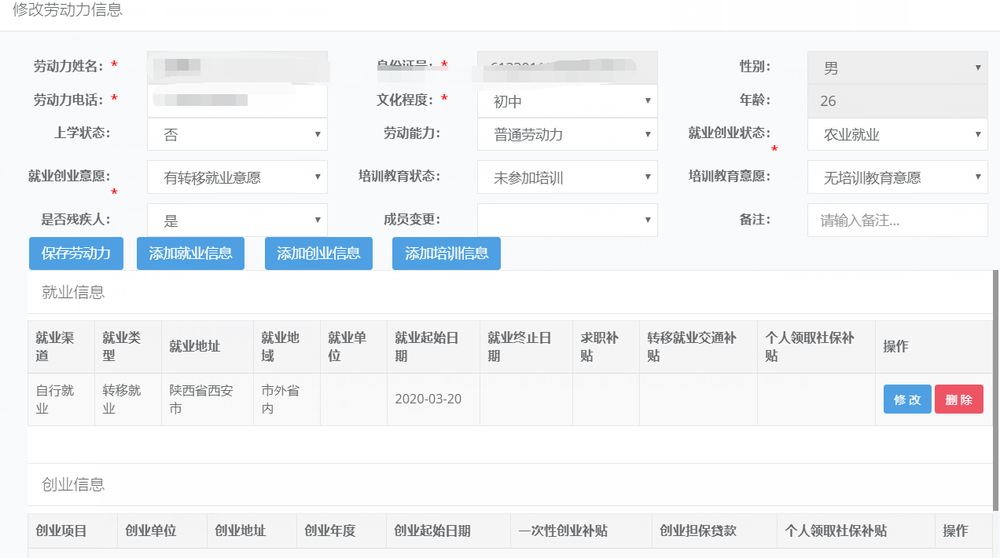 修改劳动力信息
劳动力姓名： *
身份证号： *
性别： 男
劳动力电话： *
文化程度： * 初中
年龄： 26
上学状态： 否
劳动能力： 普通劳动力
就业创业状态： * 农业就业
就业创业意愿： * 有转移就业意愿
培训教育状态： 未参加培训
培训教育意愿： 无培训教育意愿
是否残疾人： 是
成员变更：
备注： 请输入备注...
保存劳动力 添加就业信息 添加创业信息 添加培训信息
就业信息
就业渠道 就业类型 就业地址 就业地域 就业单位 就业起始日期 就业终止日期 求职补贴 转移就业交通补贴 个人领取社保补贴 操作
自行就业 转移就业 陕西省西安市 市外省内 2020-03-20 修改 删除
创业信息
创业项目 创业单位 创业地址 创业年度 创业起始日期 一次性创业补贴 创业担保贷款 个人领取社保补贴 操作